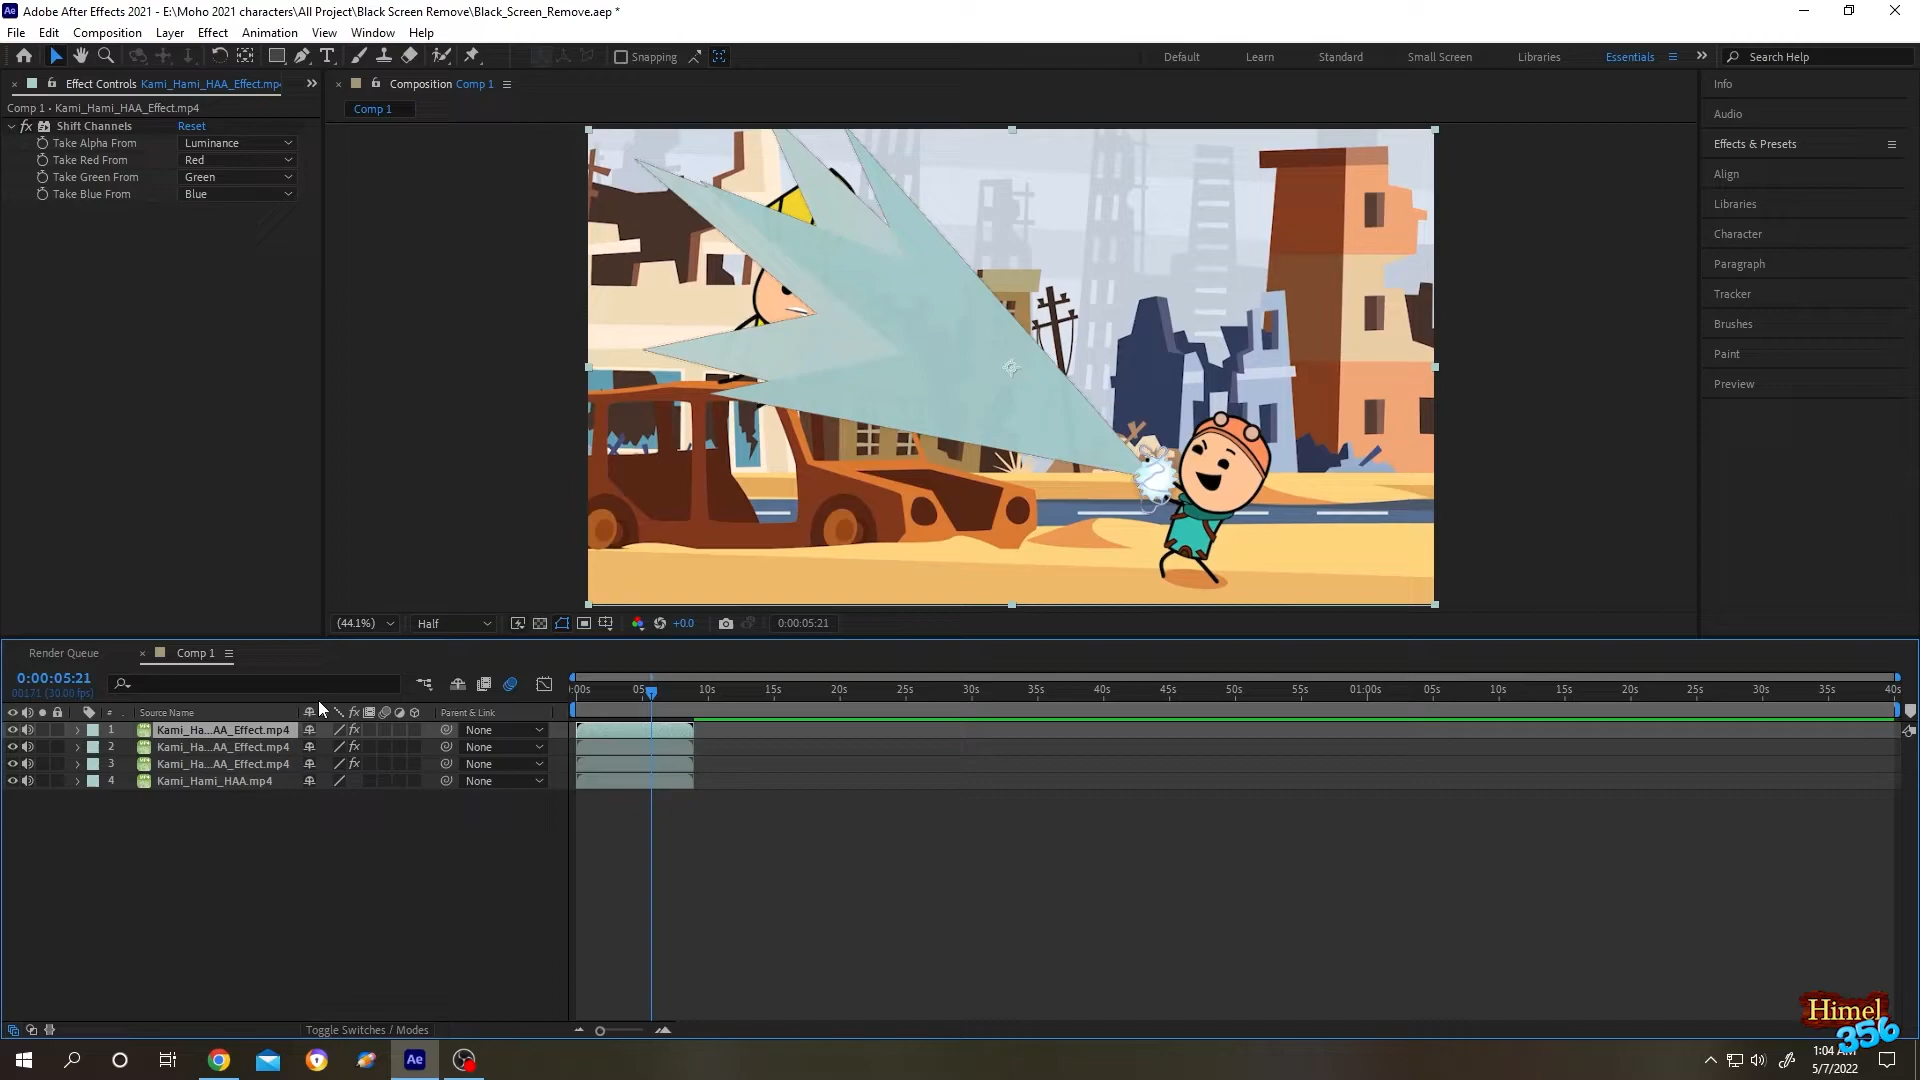 Adobe After Effects 2021 - E:\Moho 2021 characters\All Project\Black Screen Remove\Black_Screen_Remove.aep *
File Edit Composition Layer Effect Animation View Window Help
Snapping
Default Learn Standard Small Screen Libraries Essentials
Search Help
Effect Controls Kami_Hami_HAA_Effect.mp
Composition Comp 1
Comp 1 • Kami_Hami_HAA_Effect.mp4
Comp 1
fx Shift Channels Reset
Take Alpha From Luminance
Take Red From Red
Take Green From Green
Take Blue From Blue
Info
Audio
Effects & Presets
Align
Libraries
Character
Paragraph
Tracker
Brushes
Paint
Preview
(44.1%) Half +0.0 0:00:05:21
Render Queue Comp 1
0:00:05:21
00171 (30.00 fps)
:00s 05 10s 15s 20s 25s 30s 35s 40s 45s 50s 55s 01:00s 05s 10s 15s 20s 25s 30s 35s 40s
# Source Name fx Parent & Link
1 Kami_Ha...AA_Effect.mp4 fx None
2 Kami_Ha...AA_Effect.mp4 fx None
3 Kami_Ha...AA_Effect.mp4 fx None
4 Kami_Hami_HAA.mp4 None
Toggle Switches / Modes
Himel
356
Ae
1:04 AM
5/7/2022